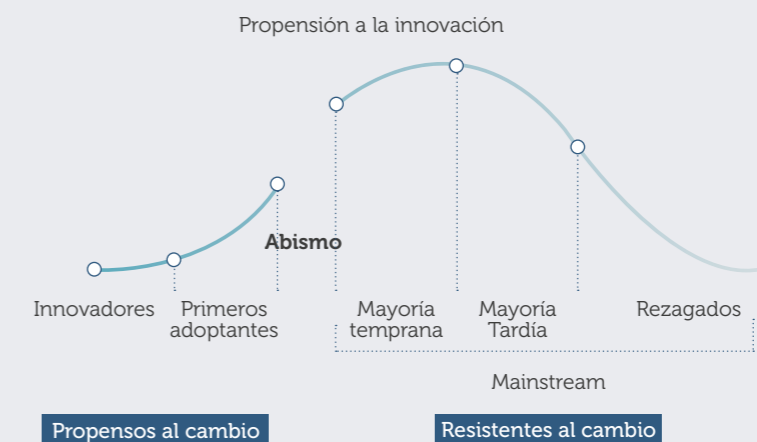 Propensión a la innovación
Abismo
Innovadores
Primeros
adoptantes
Mayoría
temprana
Mayoría
Tardía
Rezagados
Mainstream
Propensos al cambio
Resistentes al cambio